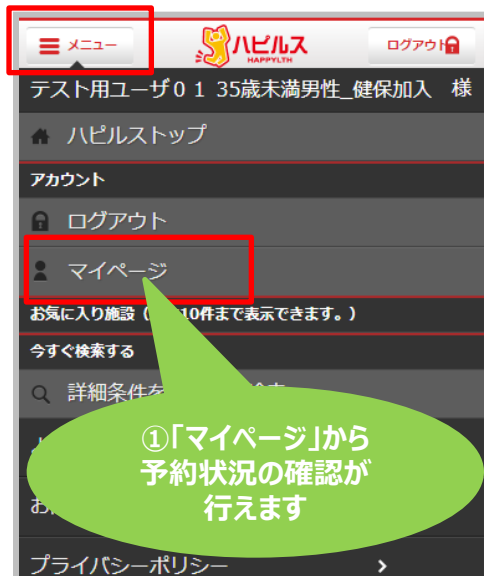 メニュー
ハピルス
HAPPYLTH
ログアウト
テスト用ユーザ01 35歳未満男性_健保加入 様
ハピルストップ
アカウント
ログアウト
マイページ
お気に入り施設（ 10件まで表示できます。）
今すぐ検索する
詳細条件を
①「マイページ」から
予約状況の確認が
行えます
お
プライバシーポリシー